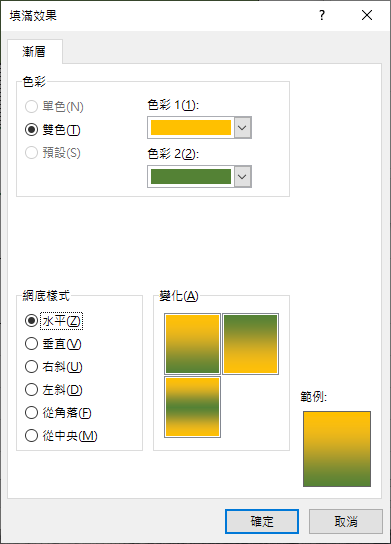 填滿效果
?
漸層
色彩
單色(N)
雙色(T)
預設(S)
色彩 1(1):
色彩 2(2):
網底樣式
水平(Z)
垂直(V)
右斜(U)
左斜(D)
從角落(F)
從中央(M)
變化(A)
範例:
確定
取消